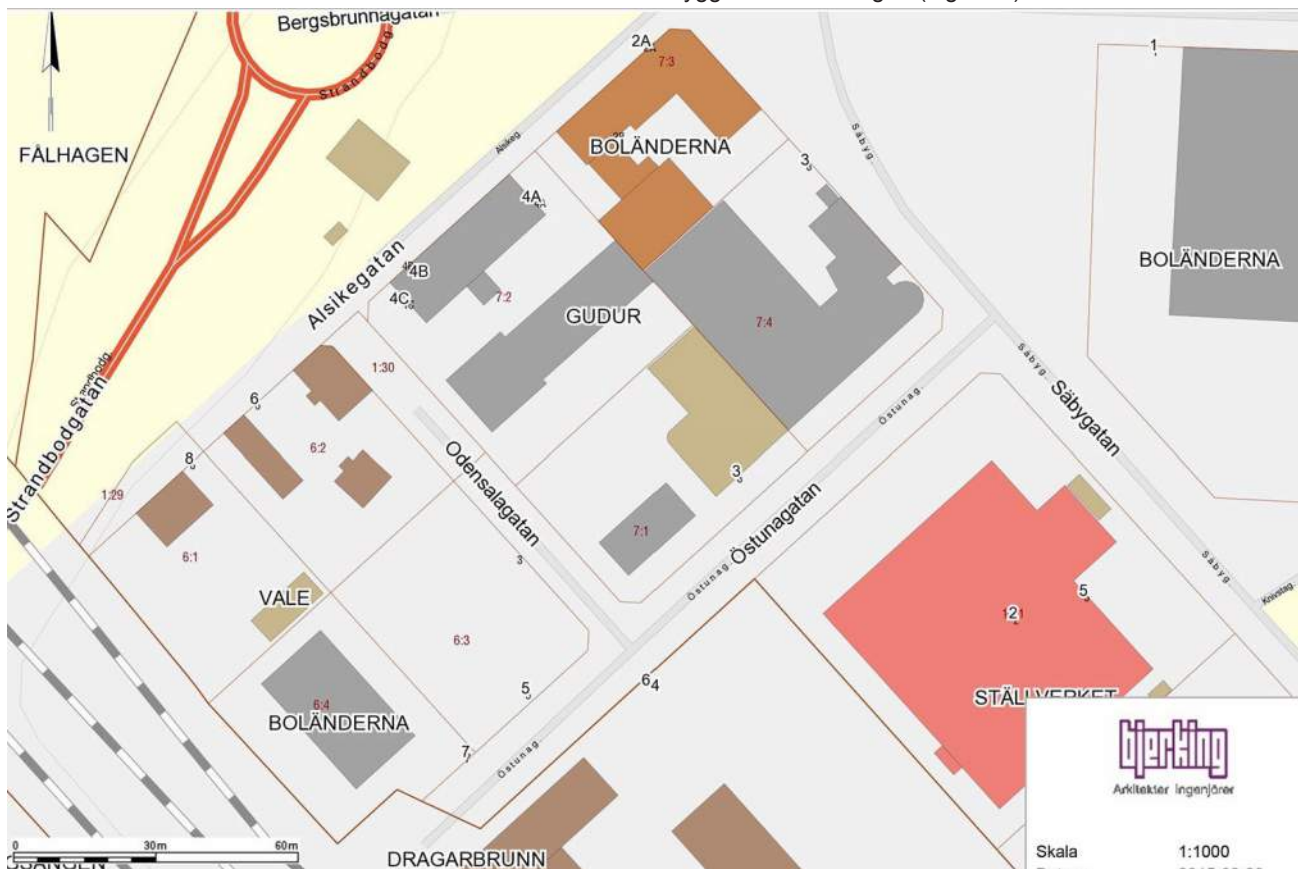 Bergsbrunnagatan
Strandbodg
2A
7:3
1
FÅLHAGEN
Alsikeg.
BOLÄNDERNA
3
Säbyg.
4A
4B
4C
7:2
GUDUR
7:4
BOLÄNDERNA
Alsikegatan
1:30
Strandbodgatan
6
6:2
8
Odensalagatan
3
Östunag.
Säbyg.
Säbygatan
1:29
6:1
7:1
Östunagatan
Östunag.
VALE
3
6:3
5
2
Säbyg.
Knivstag.
6:4
BOLÄNDERNA
5
64
STÄLLVERKET
7
Östunag.
bjerking
Arkitekter Ingenjörer
0 30m 60m
DRAGARBRUNN
Skala 1:1000